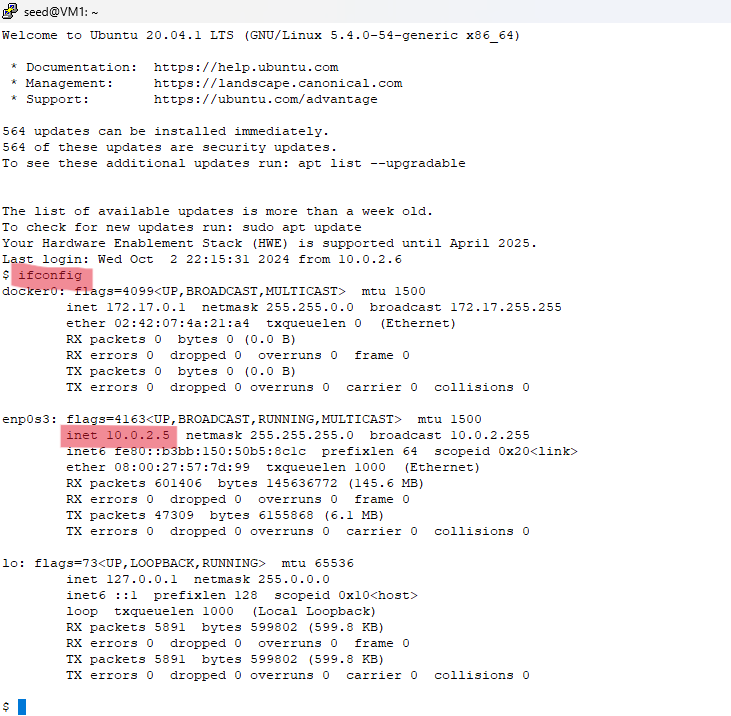 seed@VM1: ~
Welcome to Ubuntu 20.04.1 LTS (GNU/Linux 5.4.0-54-generic x86_64)
* Documentation:  https://help.ubuntu.com
* Management:     https://landscape.canonical.com
* Support:        https://ubuntu.com/advantage
564 updates can be installed immediately.
564 of these updates are security updates.
To see these additional updates run: apt list --upgradable
The list of available updates is more than a week old.
To check for new updates run: sudo apt update
Your Hardware Enablement Stack (HWE) is supported until April 2025.
Last login: Wed Oct  2 22:15:31 2024 from 10.0.2.6
$ ifconfig
docker0: flags=4099<UP,BROADCAST,MULTICAST>  mtu 1500
inet 172.17.0.1  netmask 255.255.0.0  broadcast 172.17.255.255
ether 02:42:07:4a:21:a4  txqueuelen 0  (Ethernet)
RX packets 0  bytes 0 (0.0 B)
RX errors 0  dropped 0  overruns 0  frame 0
TX packets 0  bytes 0 (0.0 B)
TX errors 0  dropped 0 overruns 0  carrier 0  collisions 0
enp0s3: flags=4163<UP,BROADCAST,RUNNING,MULTICAST>  mtu 1500
inet 10.0.2.5  netmask 255.255.255.0  broadcast 10.0.2.255
inet6 fe80::b3bb:150:50b5:8c1c  prefixlen 64  scopeid 0x20<link>
ether 08:00:27:57:7d:99  txqueuelen 1000  (Ethernet)
RX packets 601406  bytes 145636772 (145.6 MB)
RX errors 0  dropped 0  overruns 0  frame 0
TX packets 47309  bytes 6155868 (6.1 MB)
TX errors 0  dropped 0 overruns 0  carrier 0  collisions 0
lo: flags=73<UP,LOOPBACK,RUNNING>  mtu 65536
inet 127.0.0.1  netmask 255.0.0.0
inet6 ::1  prefixlen 128  scopeid 0x10<host>
loop  txqueuelen 1000  (Local Loopback)
RX packets 5891  bytes 599802 (599.8 KB)
RX errors 0  dropped 0  overruns 0  frame 0
TX packets 5891  bytes 599802 (599.8 KB)
TX errors 0  dropped 0 overruns 0  carrier 0  collisions 0
$